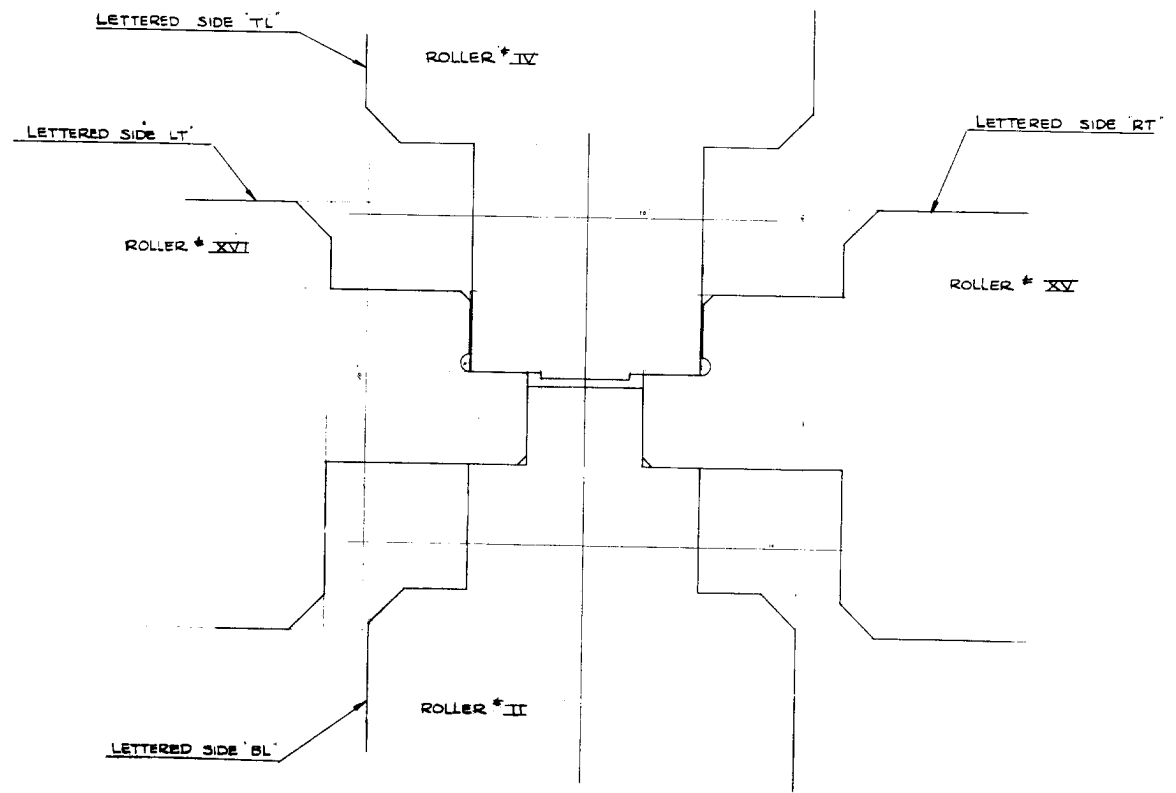 LETTERED SIDE "TL"
ROLLER # IV
LETTERED SIDE "LT"
LETTERED SIDE "RT"
ROLLER # XVI
ROLLER # XV
ROLLER # II
LETTERED SIDE "BL"